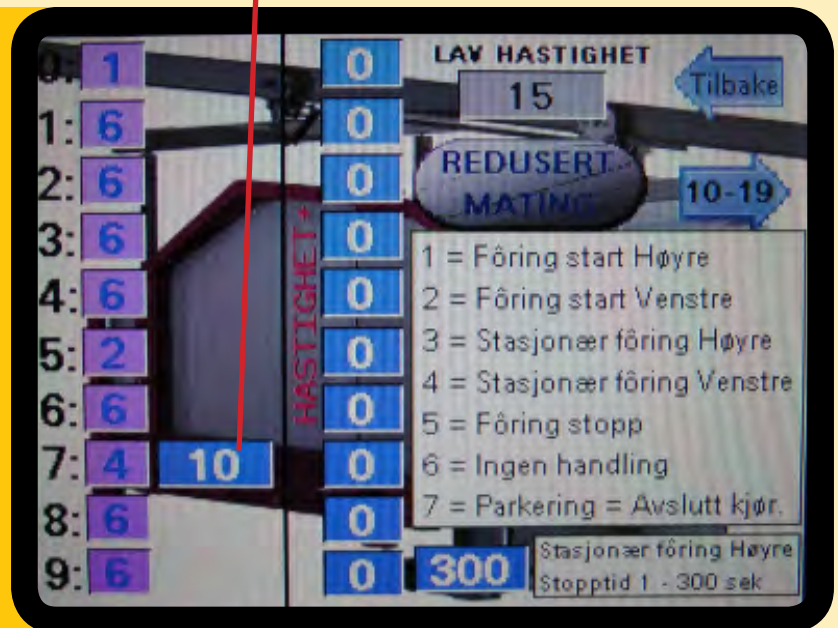 0: 1 0 LAV HASTIGHET
15 Tilbake
1: 6 0
2: 6 0 REDUSERT
MATING 10-19
3: 6 0
4: 6 0
5: 2 0
6: 6 0
7: 4 10 0
8: 6 0
9: 6 0 300
HASTIGHET+
1 = Fôring start Høyre
2 = Fôring start Venstre
3 = Stasjonær fôring Høyre
4 = Stasjonær fôring Venstre
5 = Fôring stopp
6 = Ingen handling
7 = Parkering = Avslutt kjør.
Stasjonær fôring Høyre
Stopptid 1 - 300 sek